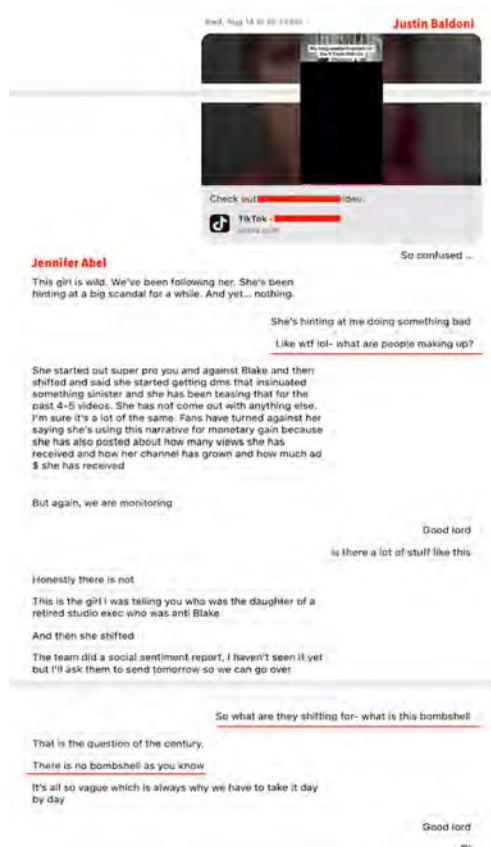 Wed, Aug 14 at
Justin Baldoni
Check out
video.
TikTok -
Jennifer Abel
So confused ...
This girl is wild. We've been following her. She's been
hinting at a big scandal for a while. And yet... nothing.
She's hinting at me doing something bad
Like wtf lol- what are people making up?
She started out super pro you and against Blake and then
shifted and said she started getting dms that insinuated
something sinister and she has been teasing that for the
past 4-5 videos. She has not come out with anything else.
I'm sure it's a lot of the same. Fans have turned against her
saying she's using this narrative for monetary gain because
she has also posted about how many views she has
received and how her channel has grown and how much ad
$ she has received
But again, we are monitoring
Good lord
is there a lot of stuff like this
Honestly there is not
This is the girl I was telling you who was the daughter of a
retired studio exec who was anti Blake
And then she shifted
The team did a social sentiment report, I haven't seen it yet
but I'll ask them to send tomorrow so we can go over
So what are they shifting for- what is this bombshell
That is the question of the century.
There is no bombshell as you know
It's all so vague which is always why we have to take it day
by day
Good lord